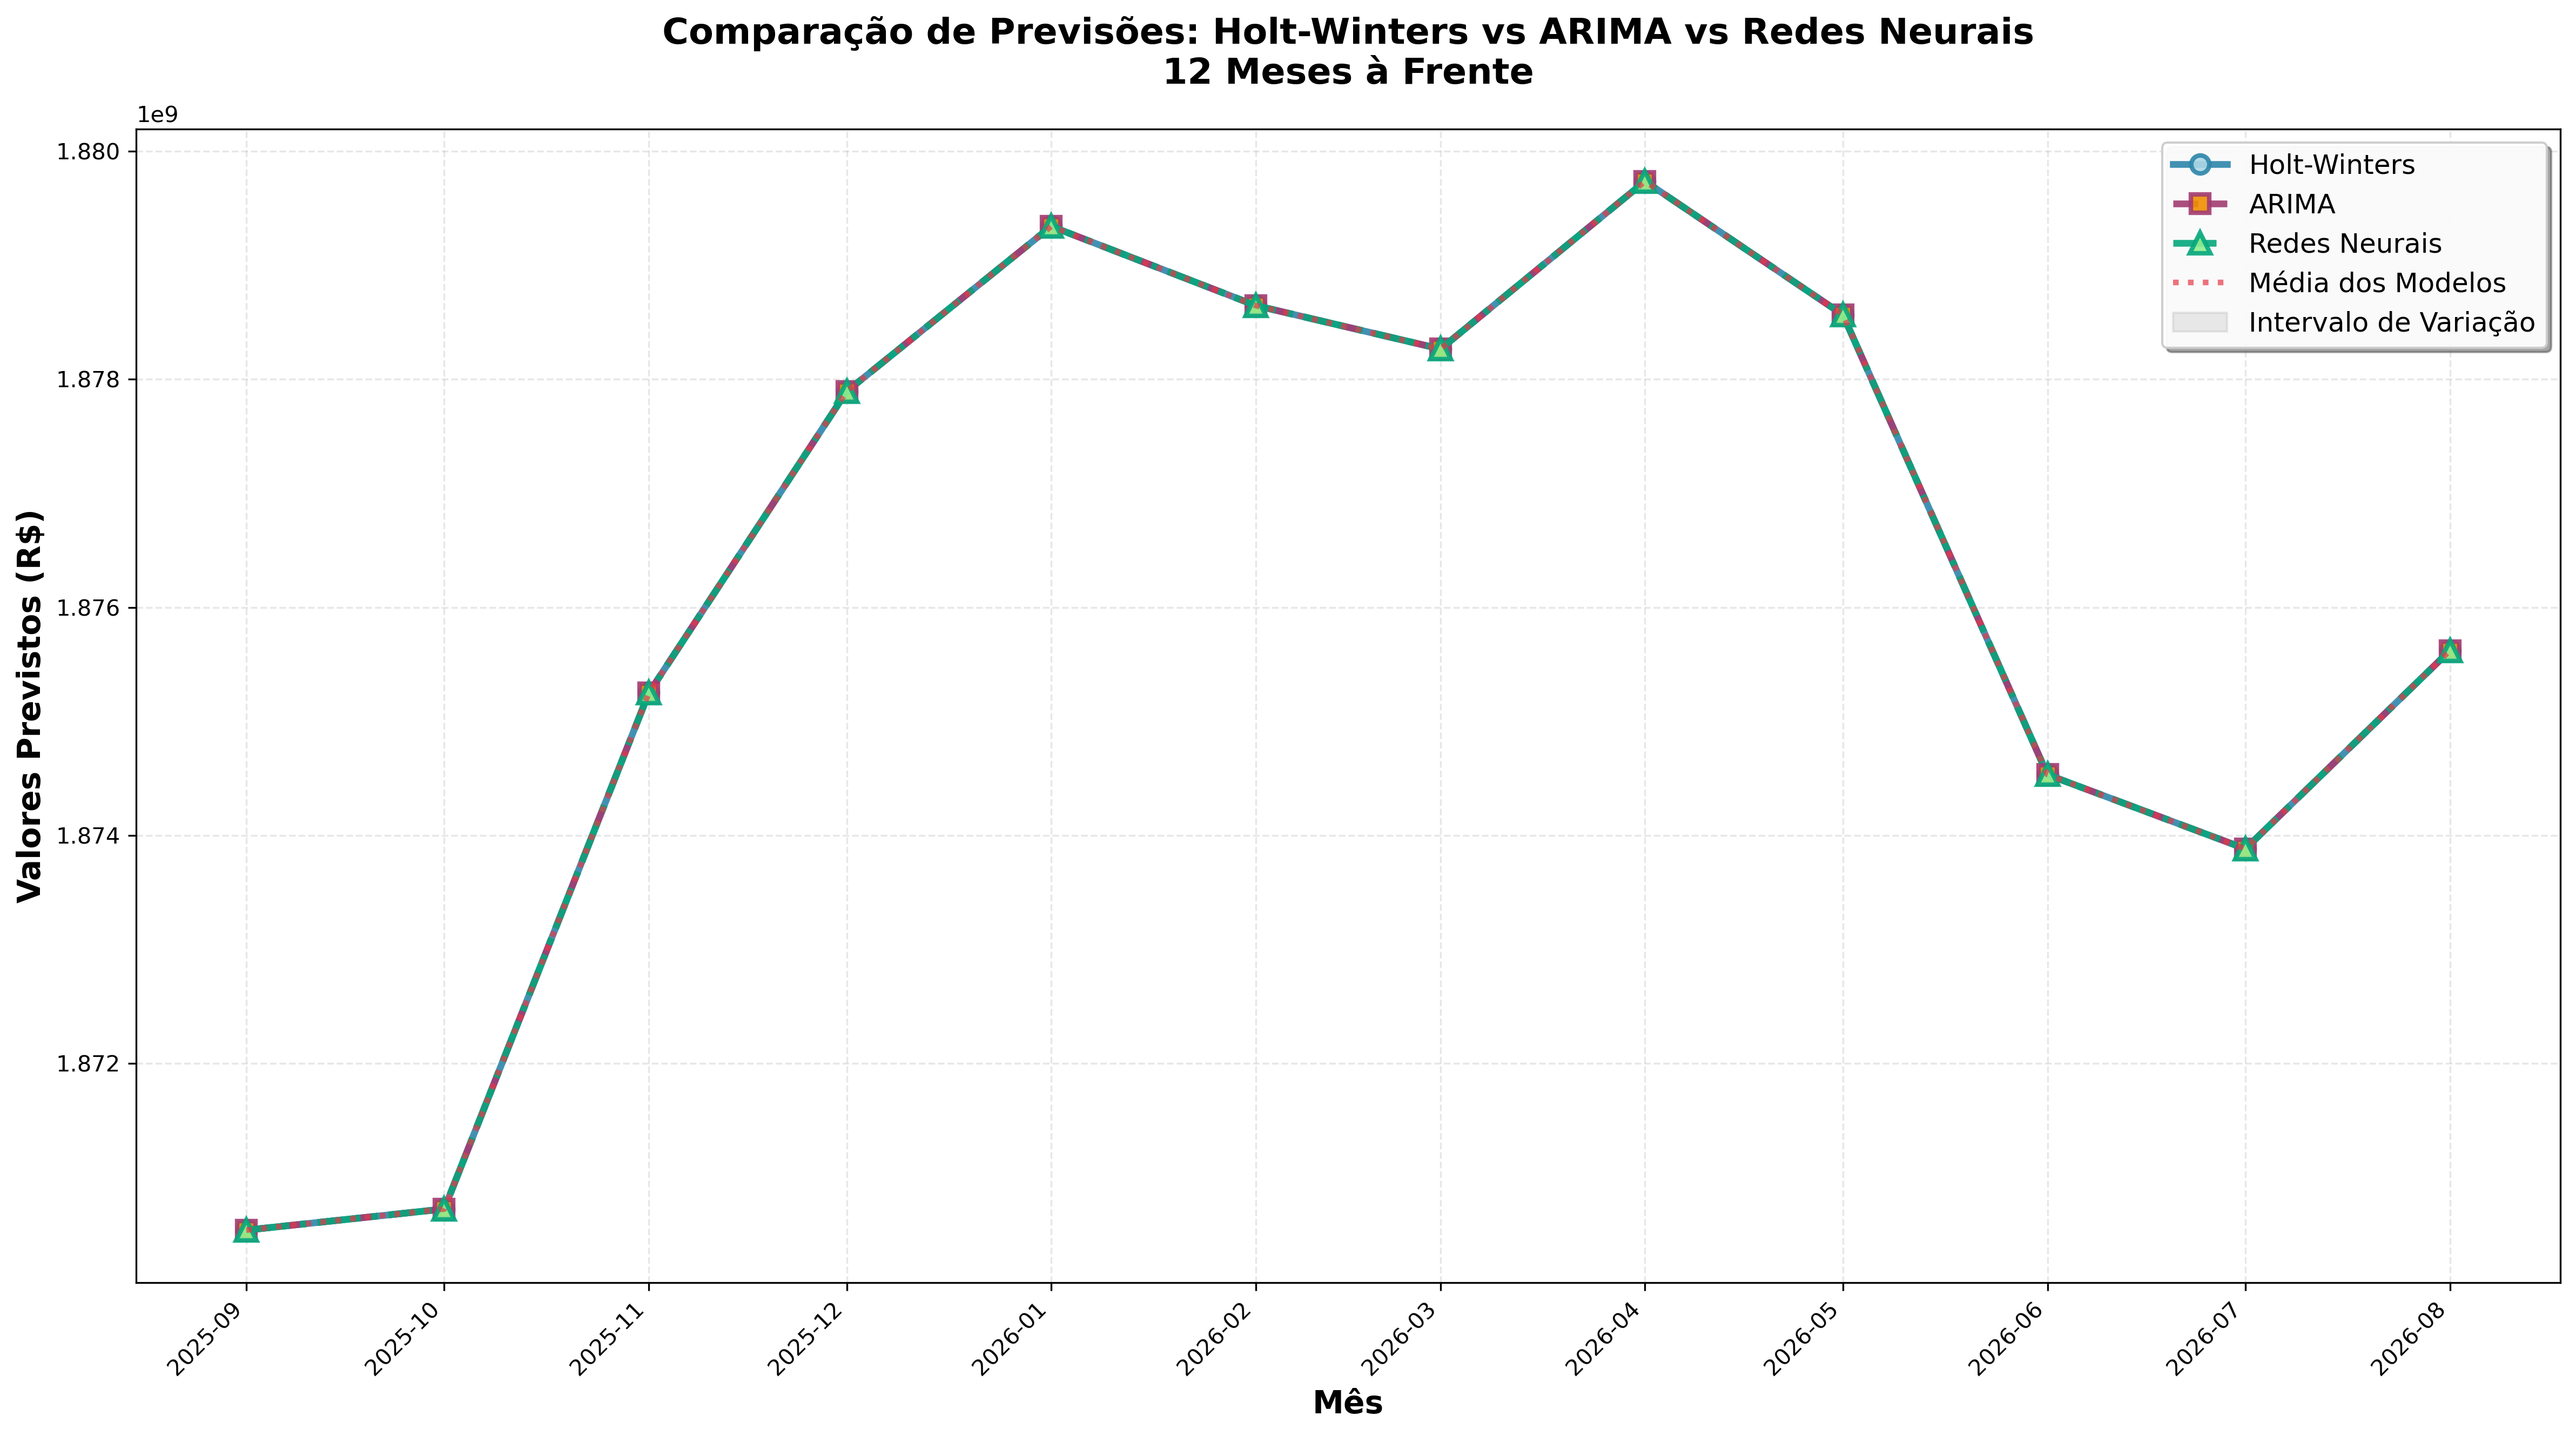 Comparação de Previsões: Holt-Winters vs ARIMA vs Redes Neurais
12 Meses à Frente
1e9
1.880
1.878
1.876
1.874
1.872
Valores Previstos (R$)
Holt-Winters
ARIMA
Redes Neurais
Média dos Modelos
Intervalo de Variação
2025-09
2025-10
2025-11
2025-12
2026-01
2026-02
2026-03
2026-04
2026-05
2026-06
2026-07
2026-08
Mês